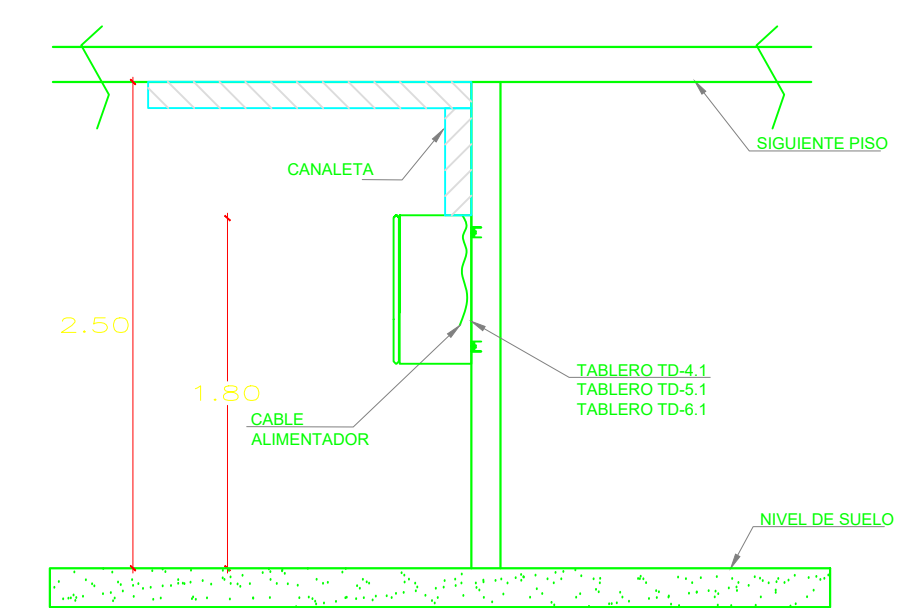 SIGUIENTE PISO
CANALETA
2.50
1.80
TABLERO TD-4.1
TABLERO TD-5.1
TABLERO TD-6.1
CABLE
ALIMENTADOR
NIVEL DE SUELO